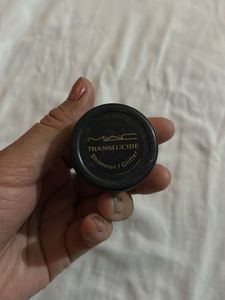 MAC
TRANSLUCIDE
Shimmer / Glitter